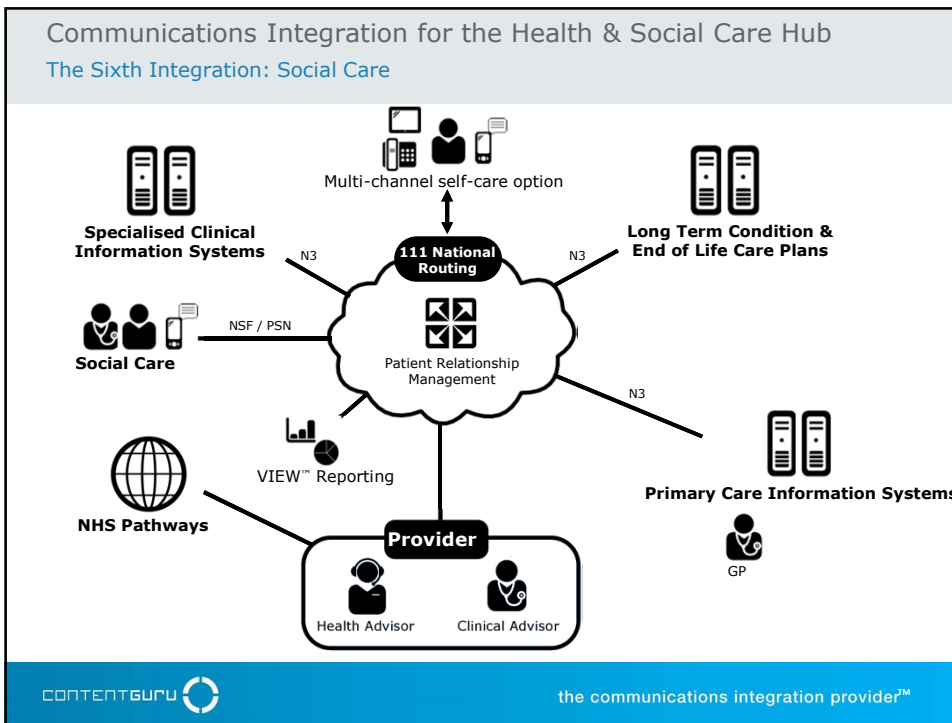 Communications Integration for the Health & Social Care Hub
The Sixth Integration: Social Care
Multi-channel self-care option
Specialised Clinical
Information Systems
Long Term Condition &
End of Life Care Plans
111 National
Routing
N3
N3
NSF / PSN
Social Care
Patient Relationship
Management
N3
VIEW™ Reporting
NHS Pathways
Primary Care Information Systems
Provider
GP
Health Advisor
Clinical Advisor
CONTENTGURU
the communications integration provider™